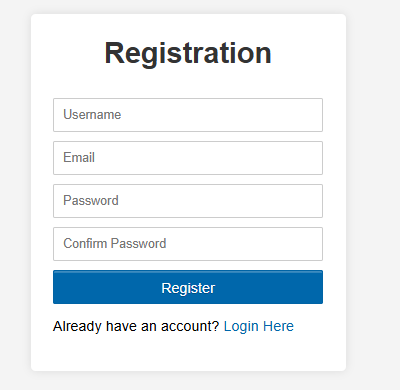 Registration
Username
Email
Password
Confirm Password
Register
Already have an account? Login Here